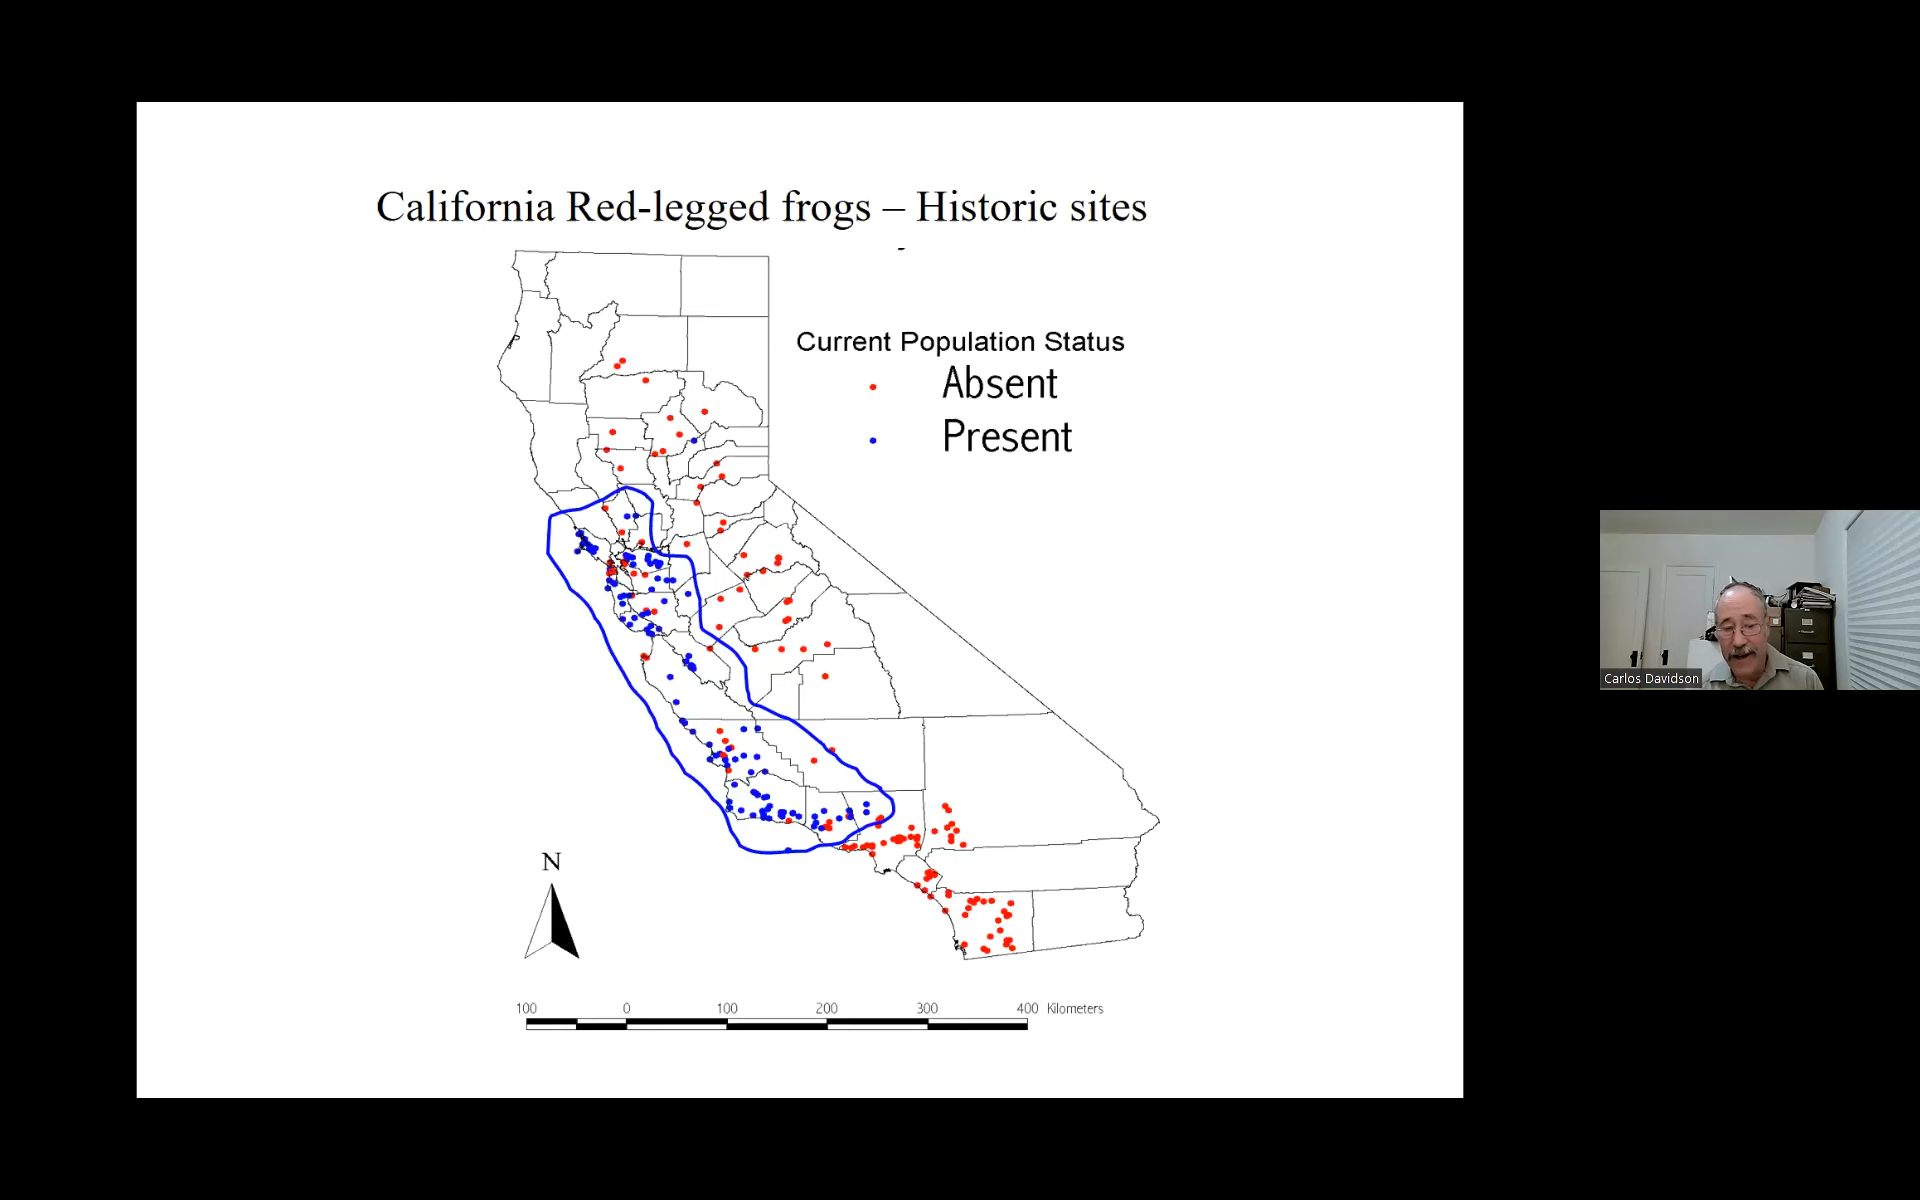 California Red-legged frogs – Historic sites
Current Population Status
Absent
Present
N
100 0 100 200 300 400 Kilometers
Carlos Davidson